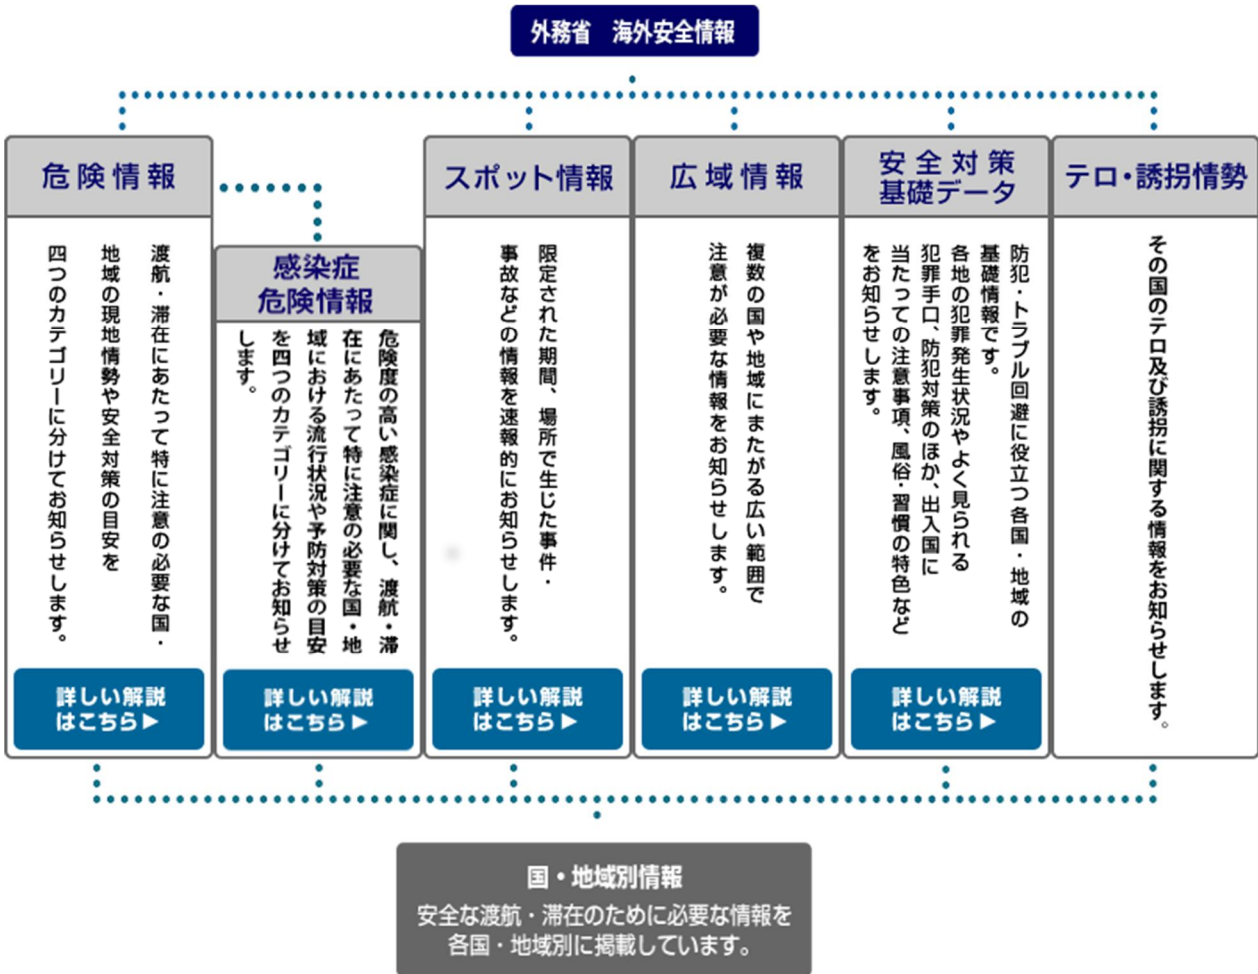 外務省　海外安全情報
危険情報
渡航・滞在にあたって特に注意の必要な国・
地域の現地情勢や安全対策の目安を
四つのカテゴリーに分けてお知らせします。
詳しい解説
はこちら▶
感染症
危険情報
危険度の高い感染症に関し、渡航・滞
在にあたって特に注意の必要な国・地
域における流行状況や予防対策の目安
を四つのカテゴリーに分けてお知らせ
します。
詳しい解説
はこちら▶
スポット情報
限定された期間、場所で生じた事件・
事故などの情報を速報的にお知らせします。
詳しい解説
はこちら▶
広域情報
複数の国や地域にまたがる広い範囲で
注意が必要な情報をお知らせします。
詳しい解説
はこちら▶
安全対策
基礎データ
防犯・トラブル回避に役立つ各国・地域の
基礎情報です。
各地の犯罪発生状況やよく見られる
犯罪手口、防犯対策のほか、出入国に
当たっての注意事項、風俗・習慣の特色など
をお知らせします。
詳しい解説
はこちら▶
テロ・誘拐情勢
その国のテロ及び誘拐に関する情報をお知らせします。
国・地域別情報
安全な渡航・滞在のために必要な情報を
各国・地域別に掲載しています。